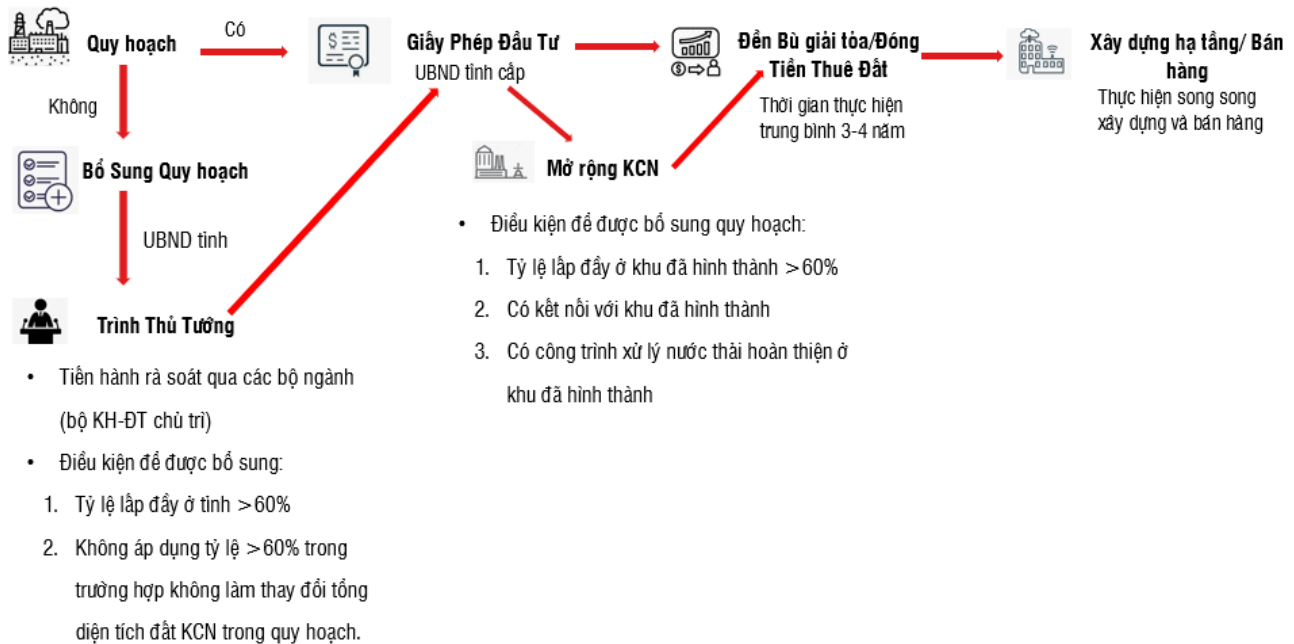 Quy hoạch
Có
Giấy Phép Đầu Tư
UBND tỉnh cấp
Đền Bù giải tỏa/Đóng
Tiền Thuê Đất
Thời gian thực hiện
trung bình 3-4 năm
Xây dựng hạ tầng/ Bán
hàng
Thực hiện song song
xây dựng và bán hàng
Không
Bổ Sung Quy hoạch
UBND tỉnh
Trình Thủ Tướng
• Tiến hành rà soát qua các bộ ngành
(bộ KH-ĐT chủ trì)
• Điều kiện để được bổ sung:
1. Tỷ lệ lấp đầy ở tỉnh >60%
2. Không áp dụng tỷ lệ >60% trong
trường hợp không làm thay đổi tổng
diện tích đất KCN trong quy hoạch.
Mở rộng KCN
• Điều kiện để được bổ sung quy hoạch:
1. Tỷ lệ lấp đầy ở khu đã hình thành >60%
2. Có kết nối với khu đã hình thành
3. Có công trình xử lý nước thải hoàn thiện ở
khu đã hình thành